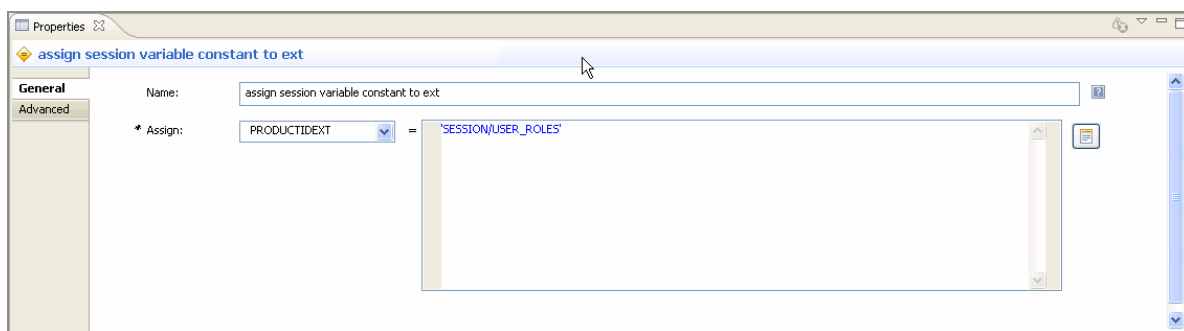 Properties
assign session variable constant to ext
General
Name: assign session variable constant to ext
Advanced
* Assign: PRODUCTIDEXT = 'SESSION/USER_ROLES'